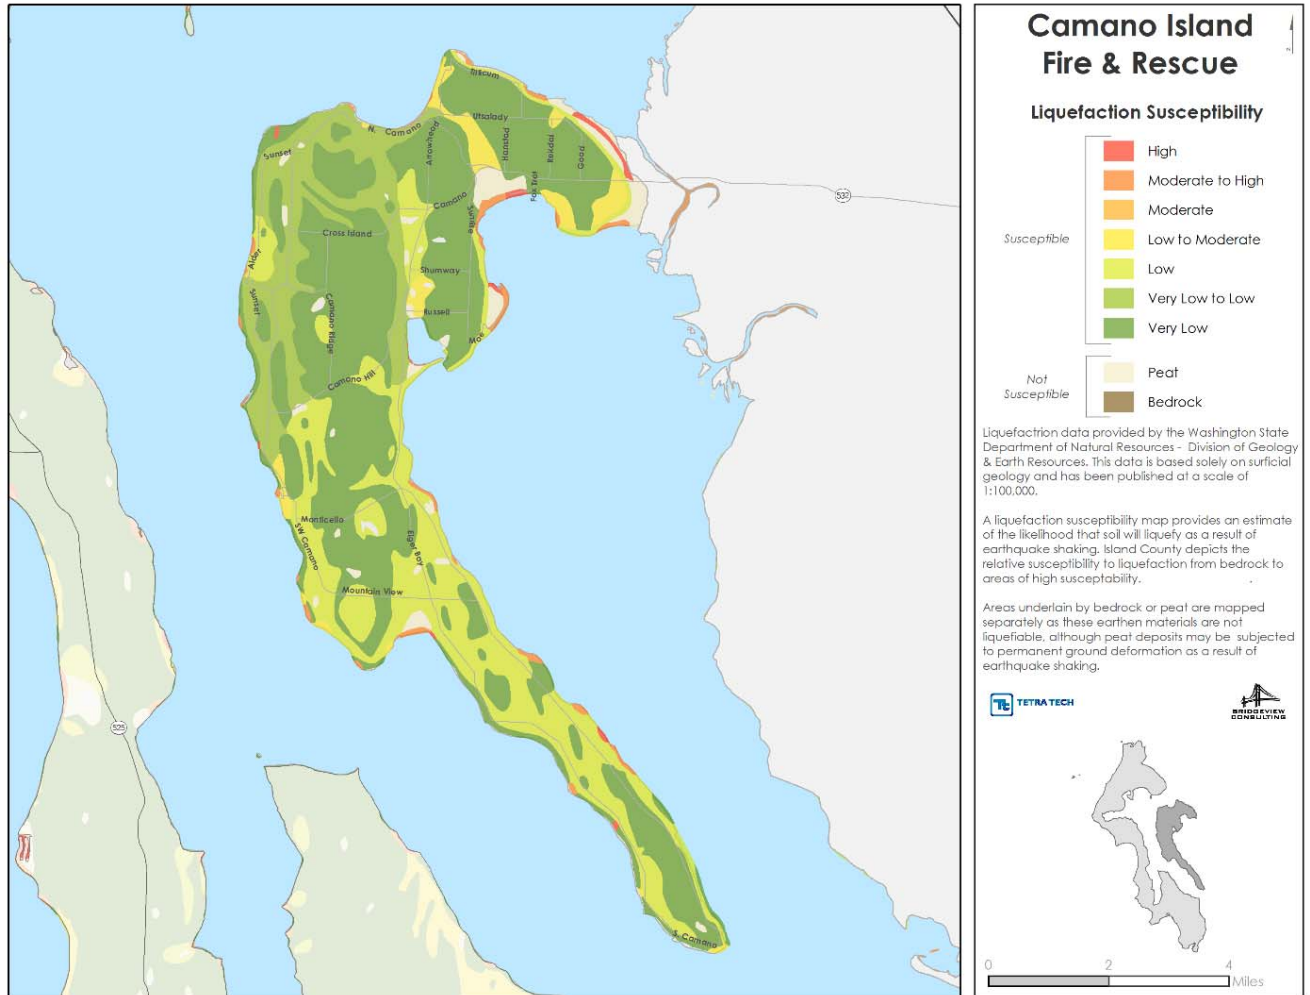 Camano Island
Fire & Rescue
Liquefaction Susceptibility
High
Moderate to High
Moderate
Susceptible
Low to Moderate
Low
Very Low to Low
Very Low
Not
Susceptible
Peat
Bedrock
Liquefactrion data provided by the Washington State
Department of Natural Resources - Division of Geology
& Earth Resources. This data is based solely on surficial
geology and has been published at a scale of
1:100,000.
A liquefaction susceptibility map provides an estimate
of the likelihood that soil will liquefy as a result of
earthquake shaking. Island County depicts the
relative susceptibility to liquefaction from bedrock to
areas of high susceptability.
Areas underlain by bedrock or peat are mapped
separately as these earthen materials are not
liquefiable, although peat deposits may be subjected
to permanent ground deformation as a result of
earthquake shaking.
Tt TETRA TECH
BRIDGEVIEW
CONSULTING
0 2 4
Miles
Utsalady
N. Camano
Arrowhead
Hanstad
Rekdal
Good
Sunset
Fox Trot
532
Camano
Sunrise
Cross Island
Alder
Shumway
Sunset
Camano Ridge
Russell
Moe
Camano Hill
Monticello
SW Camano
Elger Bay
Mountain View
525
S. Camano